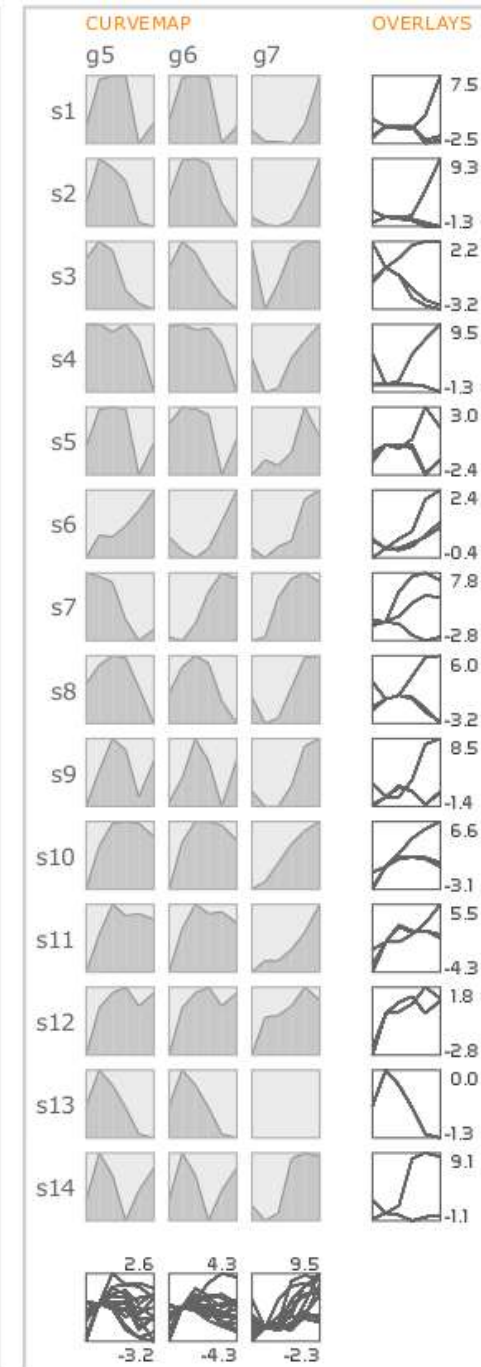 CURVEMAP OVERLAYS
g5 g6 g7
7.5
s1
-2.5
9.3
s2
-1.3
2.2
s3
-3.2
9.5
s4
-1.3
3.0
s5
-2.4
2.4
s6
-0.4
7.8
s7
-2.8
6.0
s8
-3.2
8.5
s9
-1.4
6.6
s10
-3.1
5.5
s11
-4.3
1.8
s12
-2.8
0.0
s13
-1.3
9.1
s14
-1.1
2.6 4.3 9.5
-3.2 -4.3 -2.3